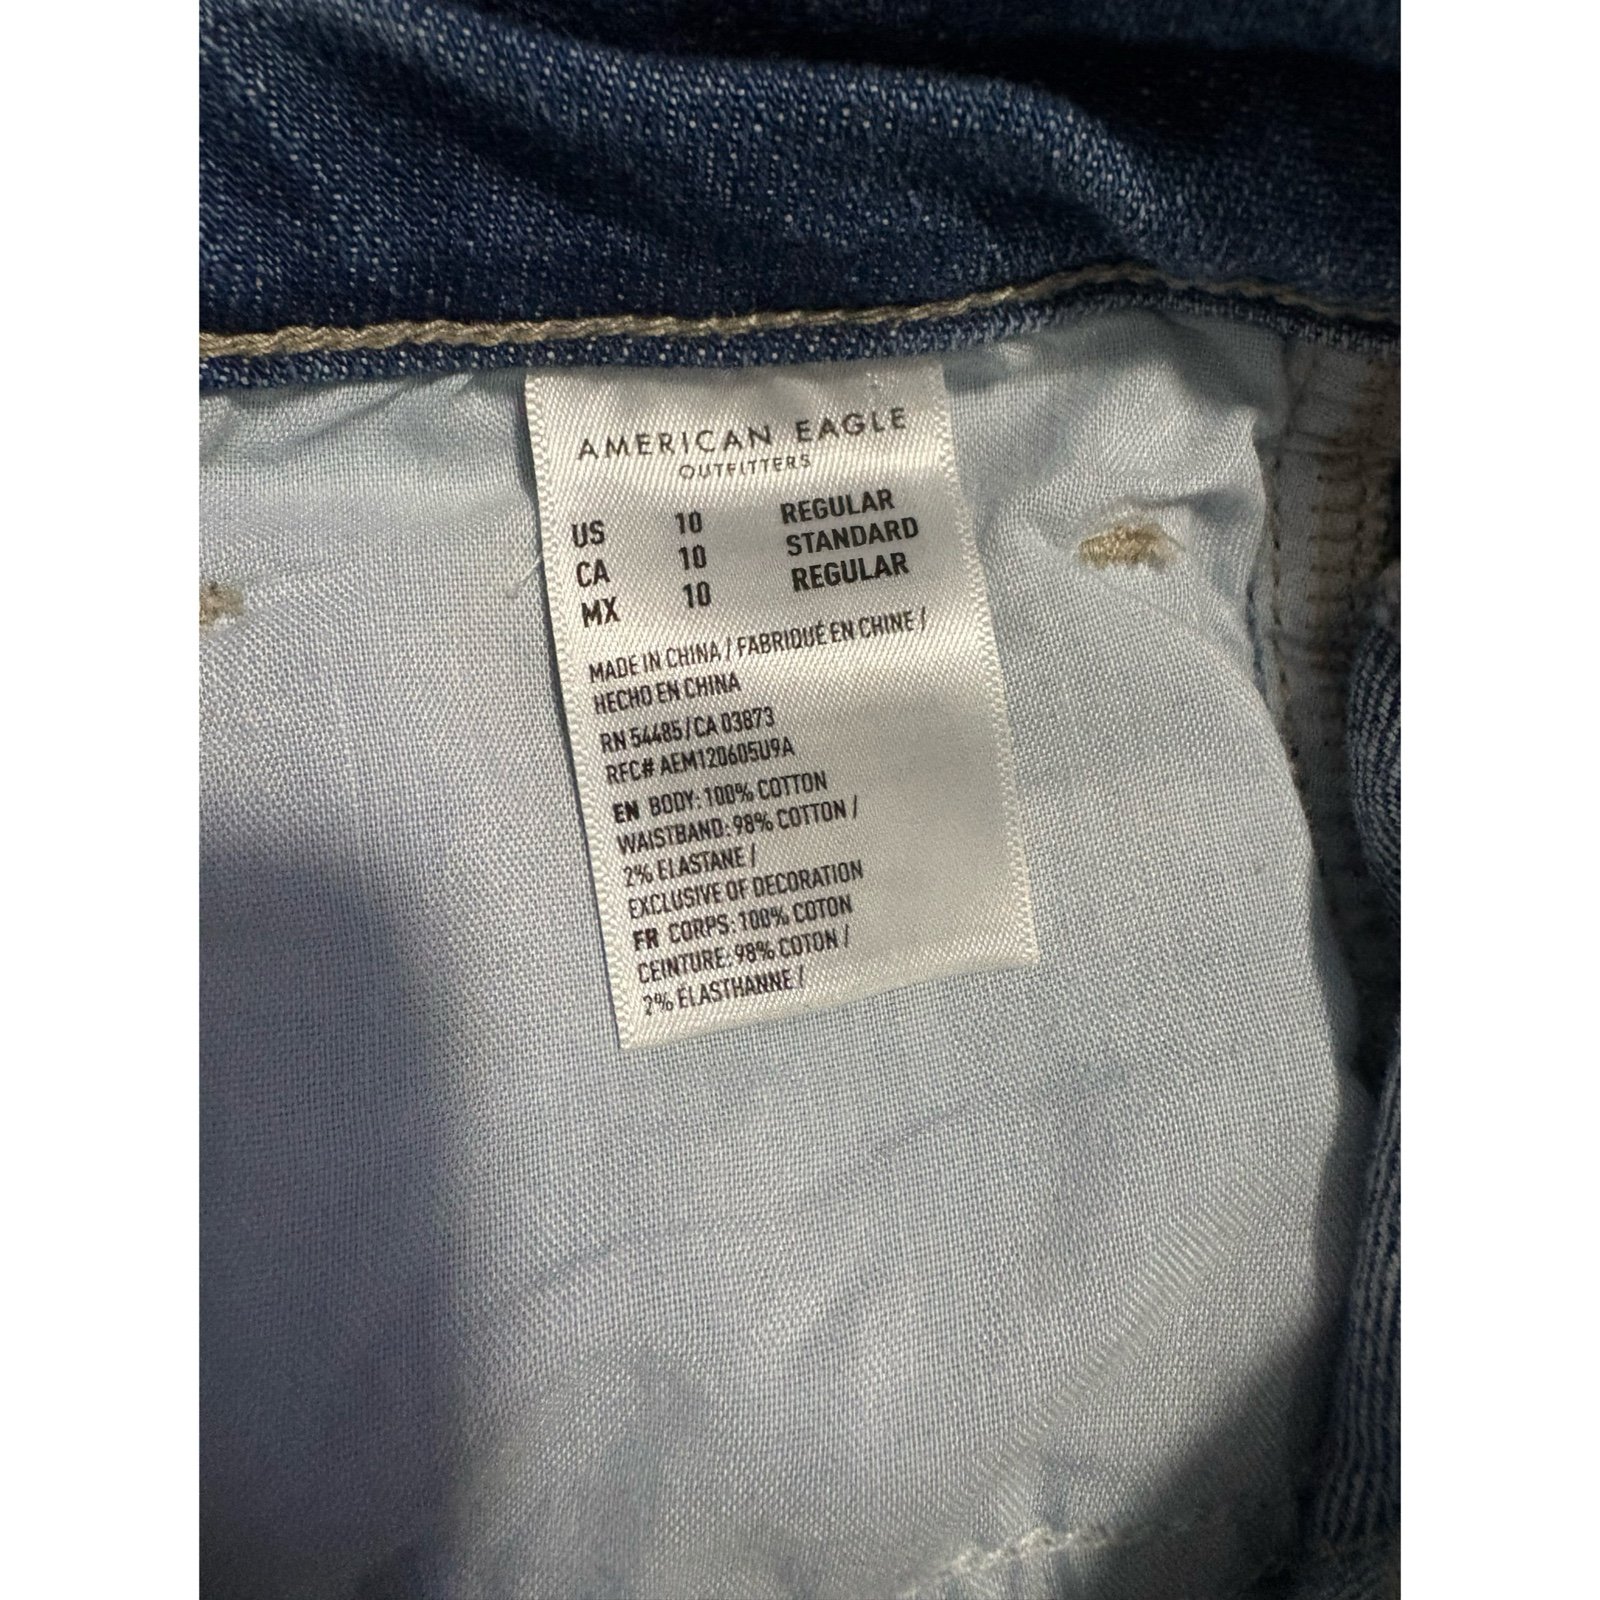 AMERICAN EAGLE
OUTFITTERS
US 10 REGULAR
CA 10 STANDARD
MX 10 REGULAR
MADE IN CHINA / FABRIQUÉ EN CHINE /
HECHO EN CHINA
RN 54485/CA 03873
RFC# AEM120605U9A
EN BODY: 100% COTTON
WAISTBAND: 98% COTTON /
2% ELASTANE /
EXCLUSIVE OF DECORATION
FR CORPS: 100% COTON
CEINTURE: 98% COTON /
2% ÉLASTHANNE /